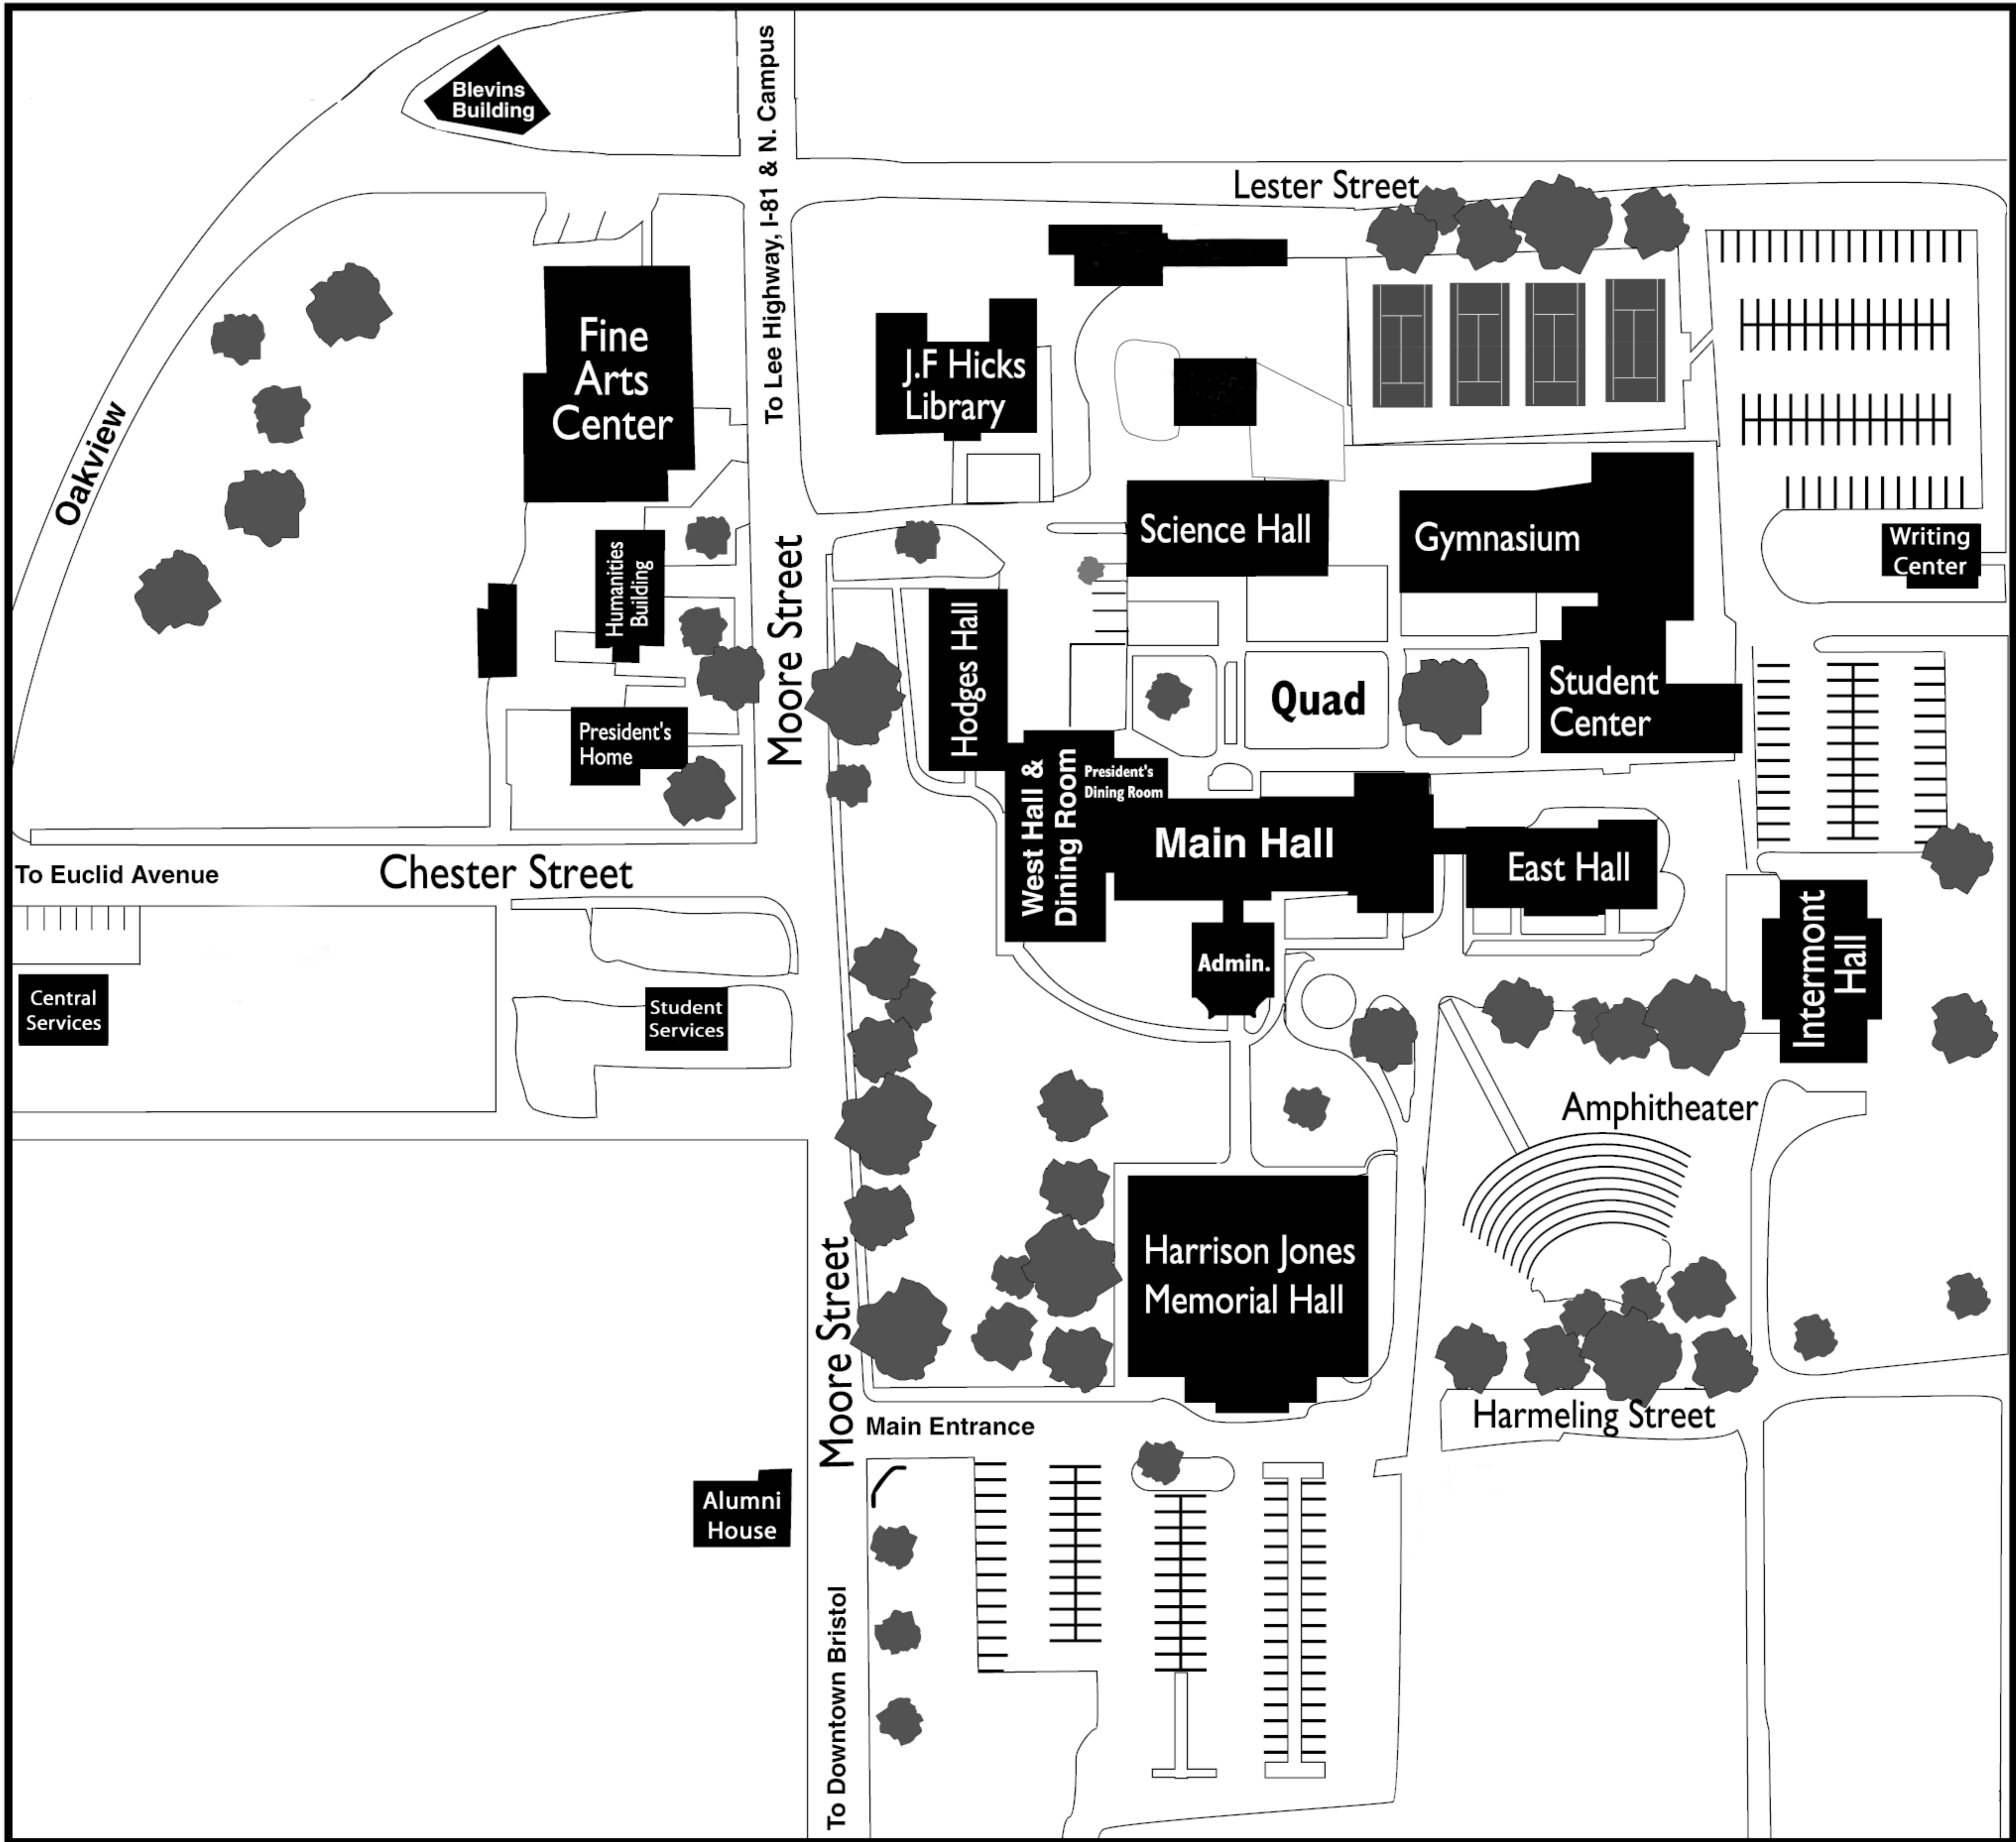 Blevins
Building
To Lee Highway, I-81 & N. Campus
Lester Street
Fine
Arts
Center
J.F Hicks
Library
Oakview
Science Hall
Gymnasium
Writing
Center
Humanities
Building
Moore Street
Hodges Hall
Quad
Student
Center
President's
Home
West Hall &
Dining Room
President's
Dining Room
Main Hall
East Hall
To Euclid Avenue
Chester Street
Intermont
Hall
Admin.
Central
Services
Student
Services
Amphitheater
Harrison Jones
Memorial Hall
Moore Street
Main Entrance
Harmeling Street
Alumni
House
To Downtown Bristol